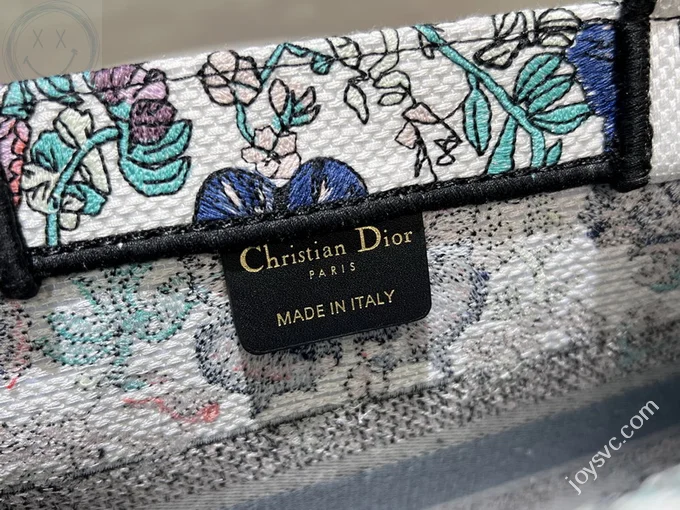 Christian Dior
PARIS
MADE IN ITALY
joysvc.com